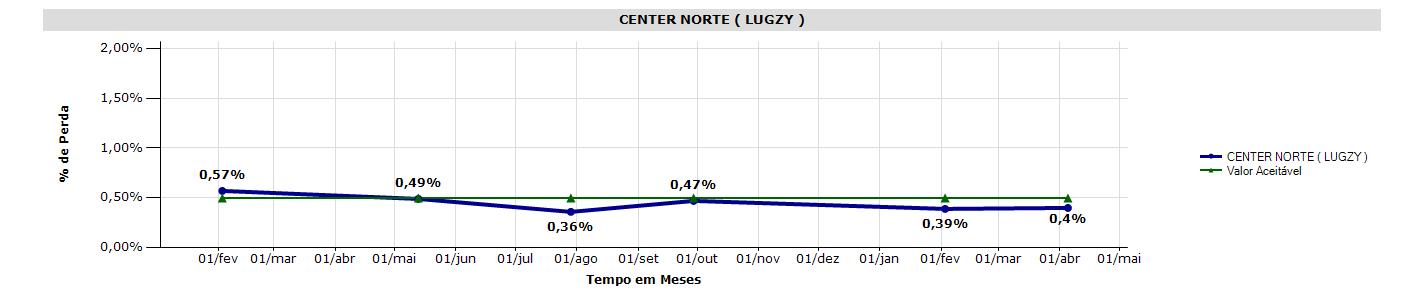 CENTER NORTE ( LUGZY )
% de Perda
2,00%
1,50%
1,00%
0,50%
0,00%
0,57%
0,49%
0,36%
0,47%
0,39%
0,4%
01/fev 01/mar 01/abr 01/mai 01/jun 01/jul 01/ago 01/set 01/out 01/nov 01/dez 01/jan 01/fev 01/mar 01/abr 01/mai
Tempo em Meses
CENTER NORTE ( LUGZY )
Valor Aceitável